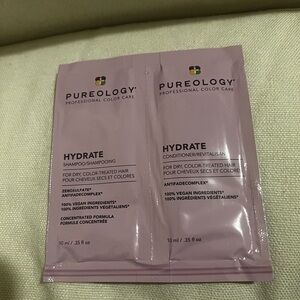 PUREOLOGY
PROFESSIONAL COLOR CARE
HYDRATE
SHAMPOO/SHAMPOOING
FOR DRY, COLOR-TREATED HAIR
POUR CHEVEUX SECS ET COLORÉS
ZEROSULFATE®
ANTIFADECOMPLEX®
100% VEGAN INGREDIENTS*
100% INGRÉDIENTS VÉGÉTALIENS*
CONCENTRATED FORMULA
FORMULE CONCENTRÉE
10 ml / .35 fl oz
PUREOLOGY
PROFESSIONAL COLOR CARE
HYDRATE
CONDITIONER/REVITALISANT
FOR DRY, COLOR-TREATED HAIR
POUR CHEVEUX SECS ET COLORÉS
ANTIFADECOMPLEX®
100% VEGAN INGREDIENTS*
100% INGRÉDIENTS VÉGÉTALIENS*
10 ml / .35 fl oz